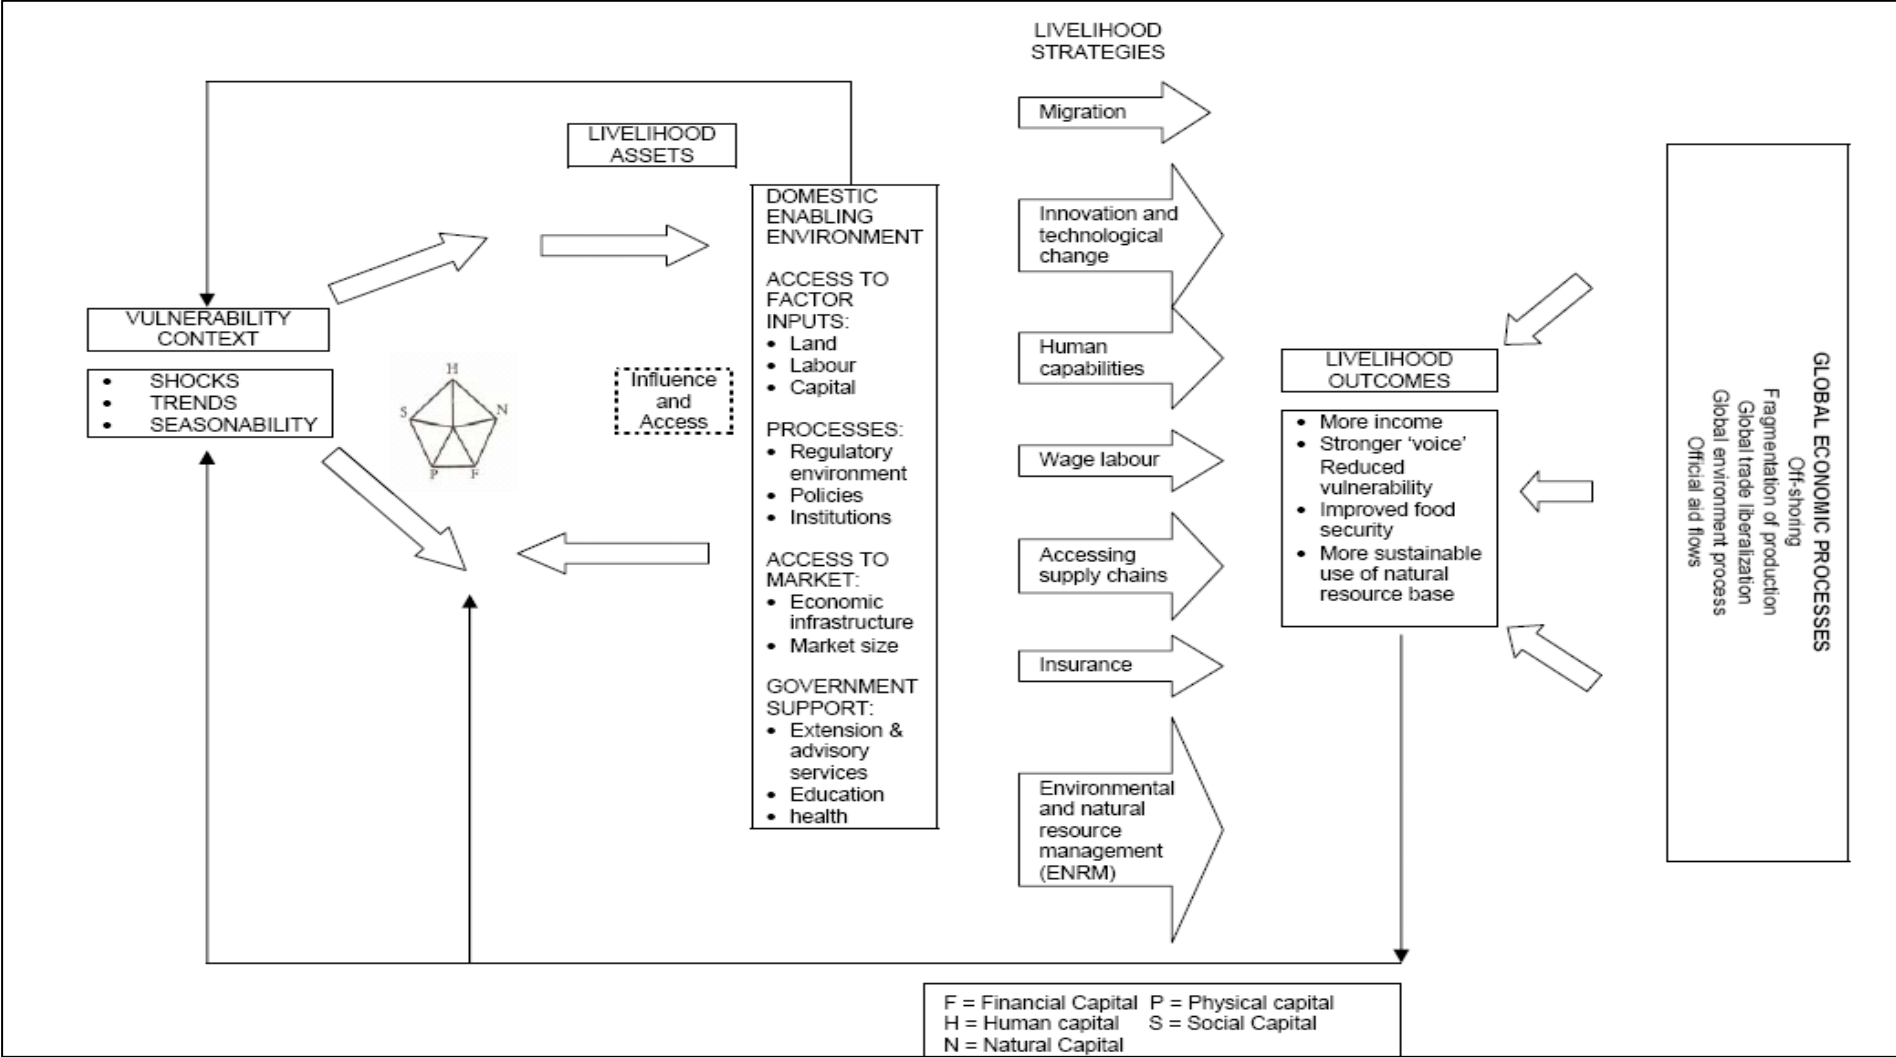 LIVELIHOOD
STRATEGIES
Migration
LIVELIHOOD
ASSETS
DOMESTIC
ENABLING
ENVIRONMENT
ACCESS TO
FACTOR
INPUTS:
• Land
• Labour
• Capital
PROCESSES:
• Regulatory
environment
• Policies
• Institutions
ACCESS TO
MARKET:
• Economic
infrastructure
• Market size
GOVERNMENT
SUPPORT:
• Extension &
advisory
services
• Education
• health
VULNERABILITY
CONTEXT
• SHOCKS
• TRENDS
• SEASONABILITY
H
S
N
P
F
Influence
and
Access
Innovation and
technological
change
Human
capabilities
Wage labour
Accessing
supply chains
Insurance
Environmental
and natural
resource
management
(ENRM)
LIVELIHOOD
OUTCOMES
• More income
• Stronger ‘voice’
Reduced
vulnerability
• Improved food
security
• More sustainable
use of natural
resource base
GLOBAL ECONOMIC PROCESSES
Off-shoring
Fragmentation of production
Global trade liberalization
Global environment process
Official aid flows
F = Financial Capital P = Physical capital
H = Human capital S = Social Capital
N = Natural Capital